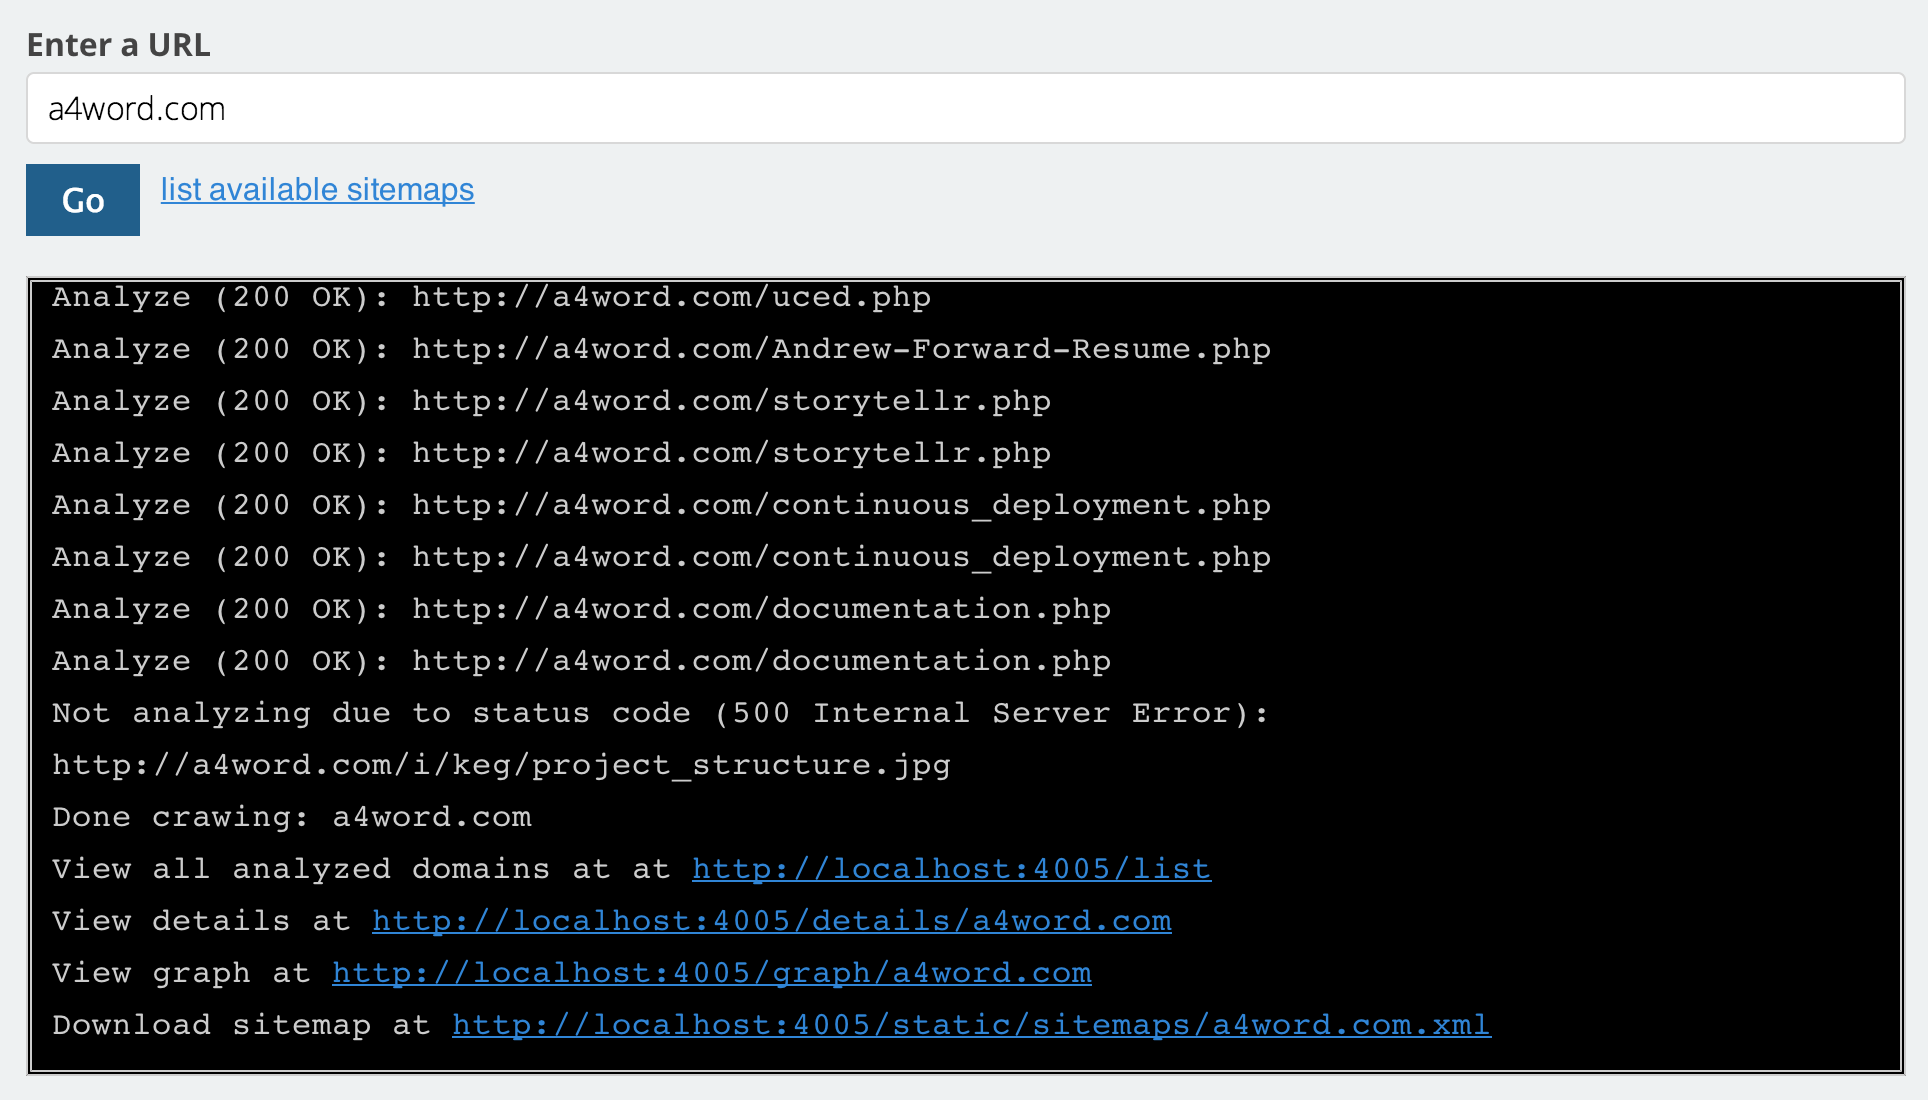 Enter a URL
a4word.com
Go
list available sitemaps
Analyze (200 OK): http://a4word.com/uced.php
Analyze (200 OK): http://a4word.com/Andrew-Forward-Resume.php
Analyze (200 OK): http://a4word.com/storytellr.php
Analyze (200 OK): http://a4word.com/storytellr.php
Analyze (200 OK): http://a4word.com/continuous_deployment.php
Analyze (200 OK): http://a4word.com/continuous_deployment.php
Analyze (200 OK): http://a4word.com/documentation.php
Analyze (200 OK): http://a4word.com/documentation.php
Not analyzing due to status code (500 Internal Server Error):
http://a4word.com/i/keg/project_structure.jpg
Done crawing: a4word.com
View all analyzed domains at at http://localhost:4005/list
View details at http://localhost:4005/details/a4word.com
View graph at http://localhost:4005/graph/a4word.com
Download sitemap at http://localhost:4005/static/sitemaps/a4word.com.xml